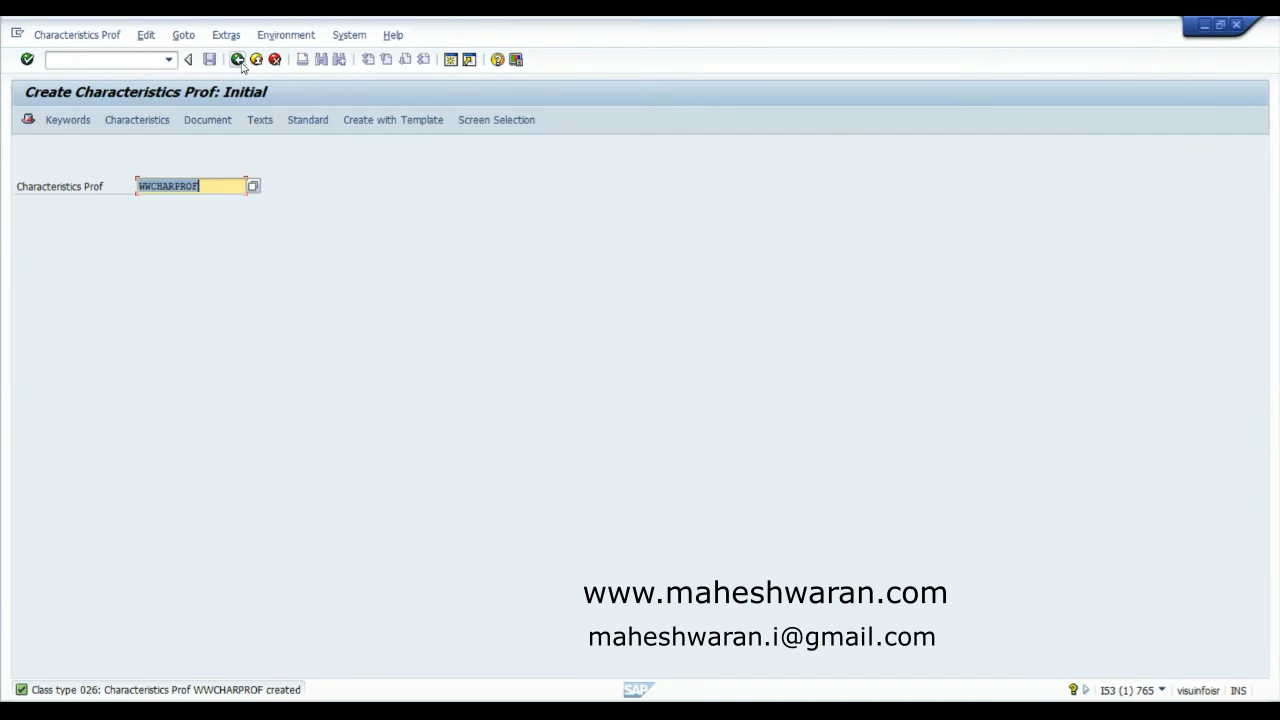 Characteristics Prof Edit Goto Extras Environment System Help
Create Characteristics Prof: Initial
Keywords Characteristics Document Texts Standard Create with Template Screen Selection
Characteristics Prof WWCHARPROF
www.maheshwaran.com
maheshwaran.i@gmail.com
Class type 026: Characteristics Prof WWCHARPROF created SAP I53 (1) 765 visuinfoisr INS